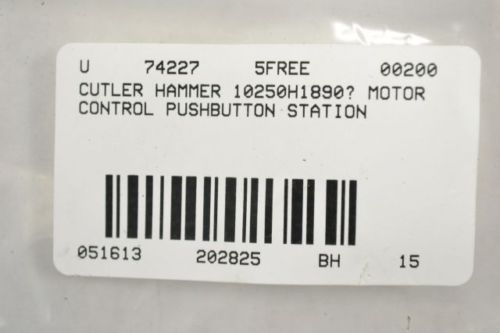 U 74227 5FREE 00200
CUTLER HAMMER 10250H1890? MOTOR
CONTROL PUSHBUTTON STATION
051613 202825 BH 15